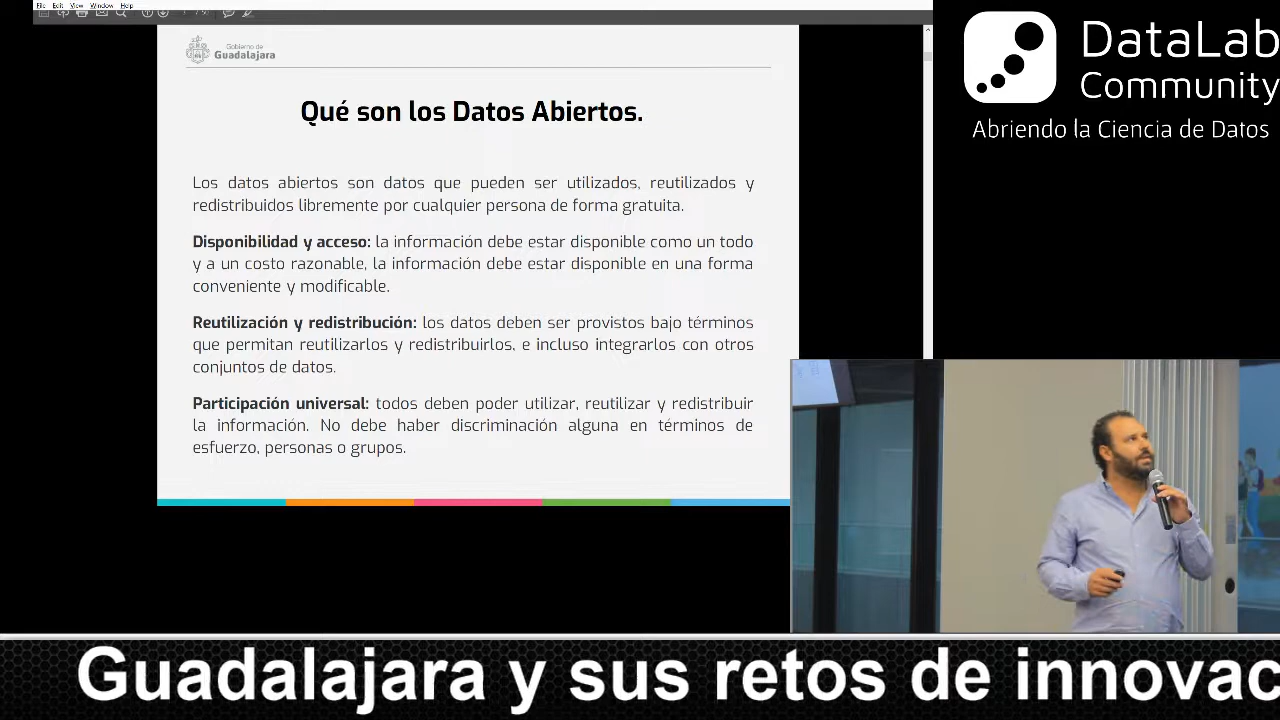 File Edit View Window Help
Gobierno de
Guadalajara
Qué son los Datos Abiertos.
Los datos abiertos son datos que pueden ser utilizados, reutilizados y
redistribuidos libremente por cualquier persona de forma gratuita.
Disponibilidad y acceso: la información debe estar disponible como un todo
y a un costo razonable, la información debe estar disponible en una forma
conveniente y modificable.
Reutilización y redistribución: los datos deben ser provistos bajo términos
que permitan reutilizarlos y redistribuirlos, e incluso integrarlos con otros
conjuntos de datos.
Participación universal: todos deben poder utilizar, reutilizar y redistribuir
la información. No debe haber discriminación alguna en términos de
esfuerzo, personas o grupos.
DataLab
Community
Abriendo la Ciencia de Datos
Guadalajara y sus retos de innovac